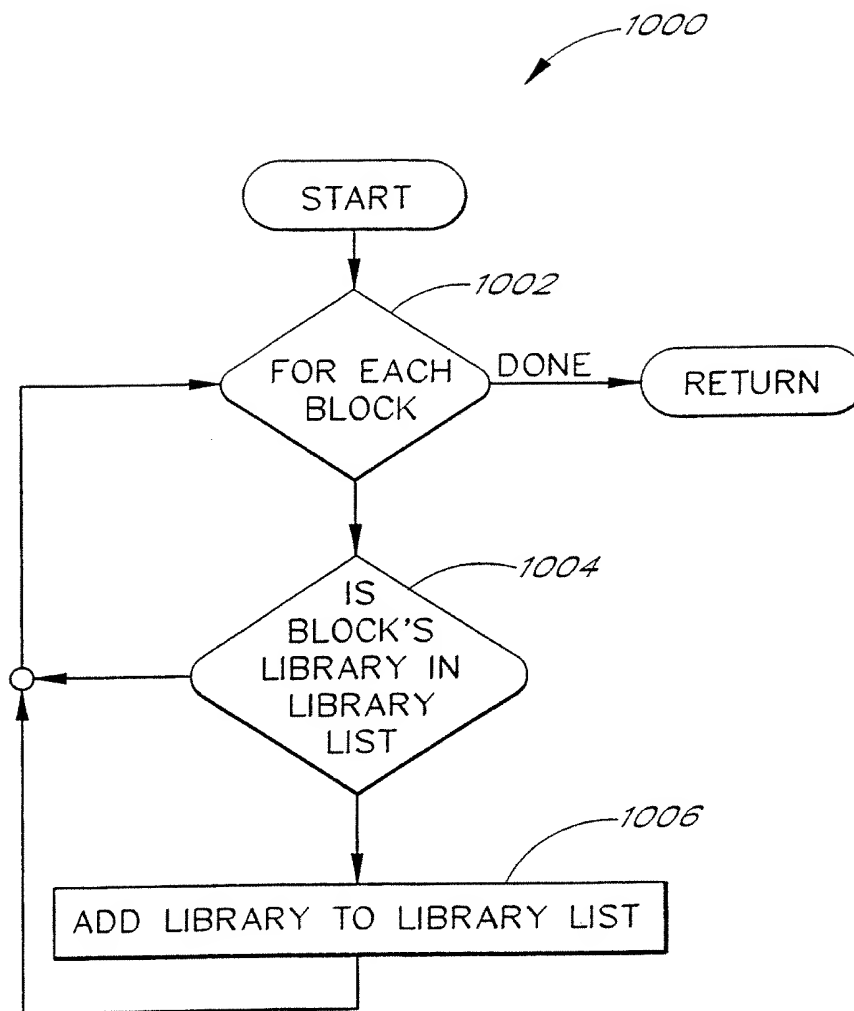 1000
START
1002
FOR EACH
BLOCK
DONE
RETURN
1004
IS
BLOCK'S
LIBRARY IN
LIBRARY
LIST
1006
ADD LIBRARY TO LIBRARY LIST